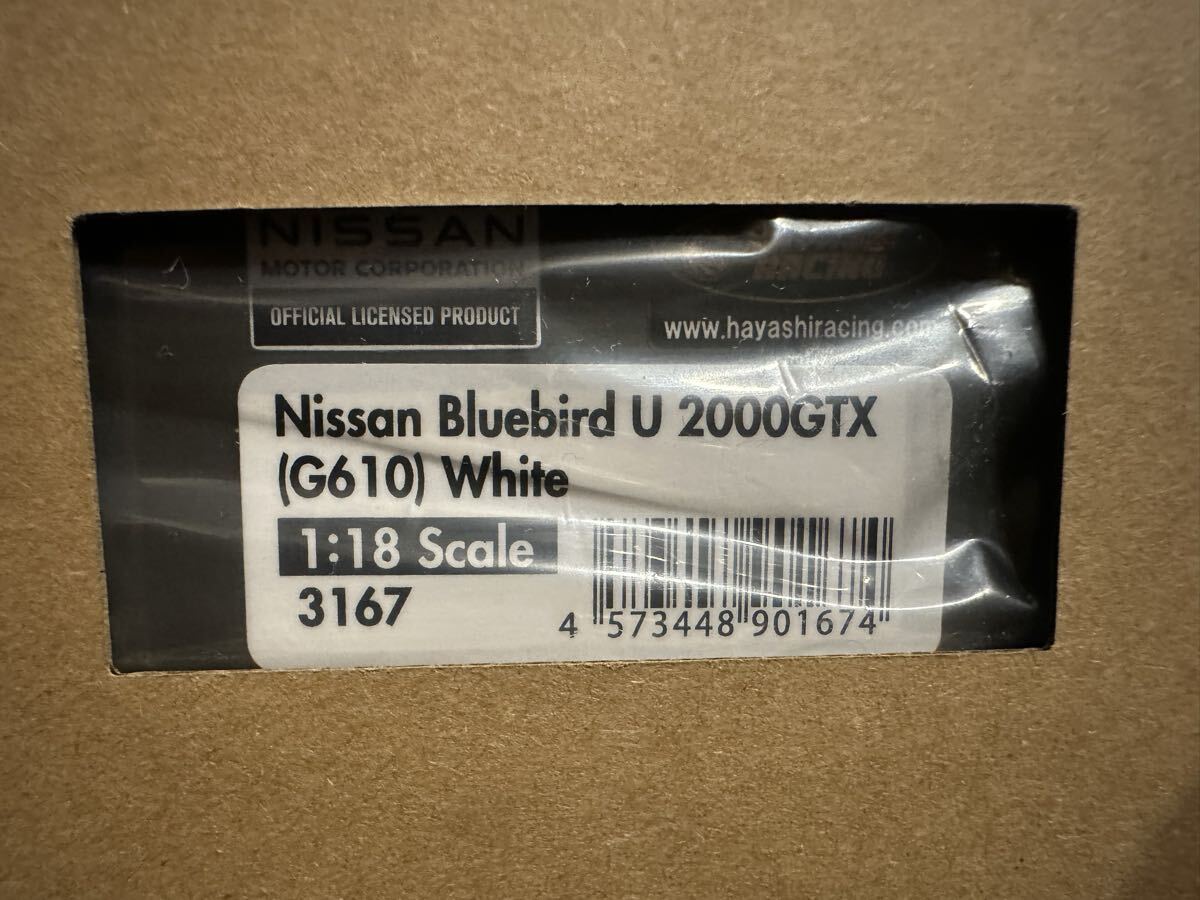 NISSAN
MOTOR CORPORATION
OFFICIAL LICENSED PRODUCT
RACING
www.hayashiracing.com
Nissan Bluebird U 2000GTX
(G610) White
1:18 Scale
3167
4 573448 901674